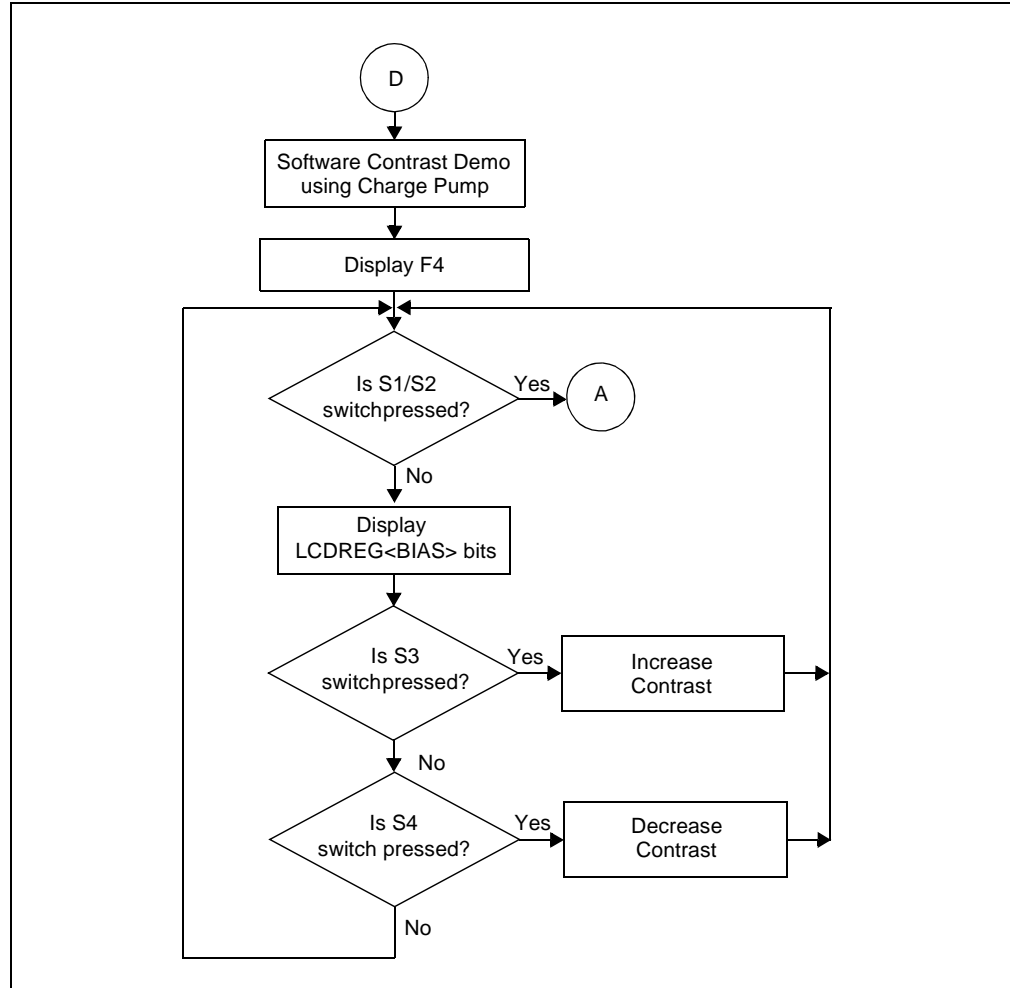 D
Software Contrast Demo
using Charge Pump
Display F4
Is S1/S2
switchpressed?
Yes
A
No
Display
LCDREG<BIAS> bits
Is S3
switchpressed?
Yes
Increase
Contrast
No
Is S4
switch pressed?
Yes
Decrease
Contrast
No